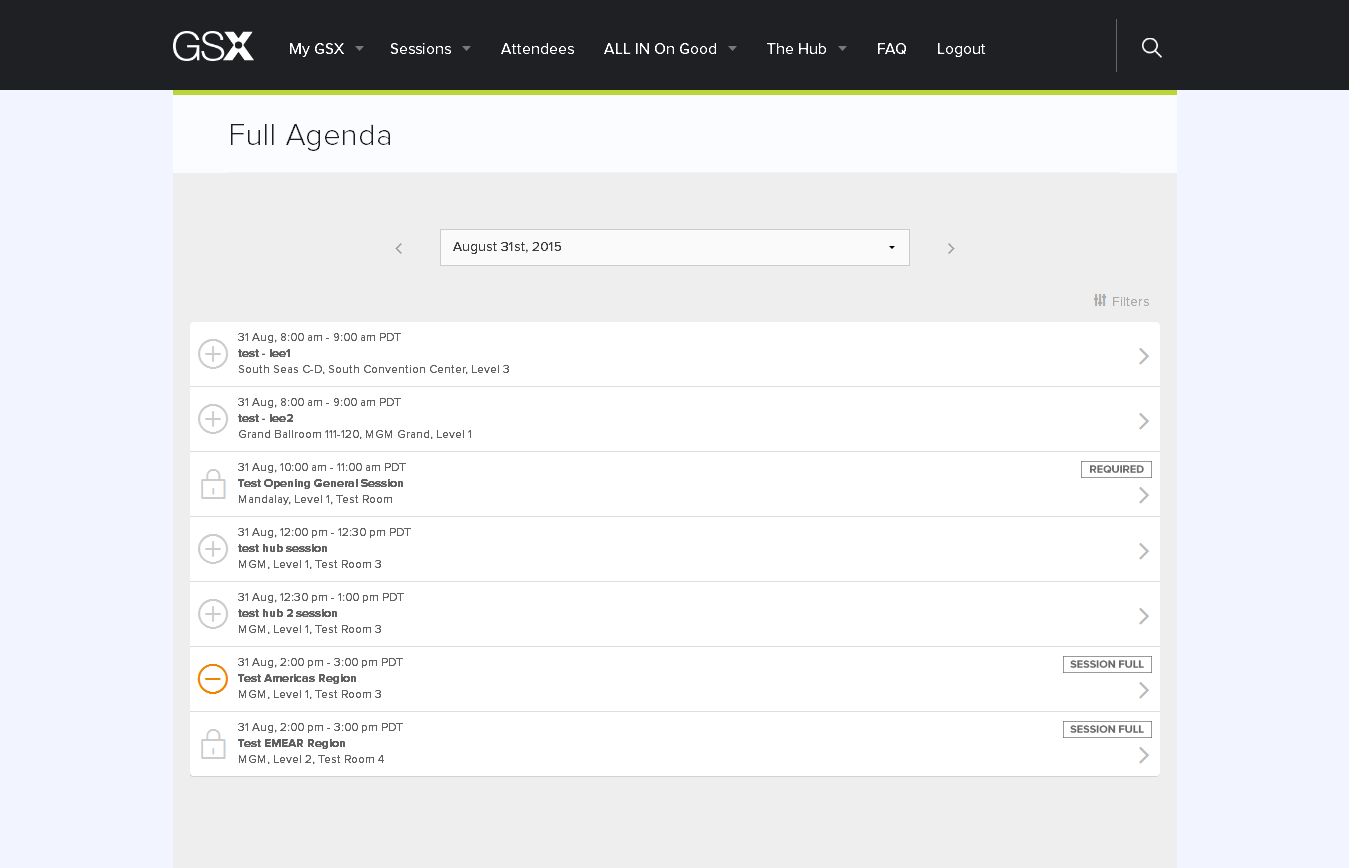 GSX
My GSX
Sessions
Attendees
ALL IN On Good
The Hub
FAQ
Logout
Full Agenda
August 31st, 2015
Filters
31 Aug, 8:00 am - 9:00 am PDT
test - lee1
South Seas C-D, South Convention Center, Level 3
31 Aug, 8:00 am - 9:00 am PDT
test - lee2
Grand Ballroom 111-120, MGM Grand, Level 1
31 Aug, 10:00 am - 11:00 am PDT
REQUIRED
Test Opening General Session
Mandalay, Level 1, Test Room
31 Aug, 12:00 pm - 12:30 pm PDT
test hub session
MGM, Level 1, Test Room 3
31 Aug, 12:30 pm - 1:00 pm PDT
test hub 2 session
MGM, Level 1, Test Room 3
31 Aug, 2:00 pm - 3:00 pm PDT
SESSION FULL
Test Americas Region
MGM, Level 1, Test Room 3
31 Aug, 2:00 pm - 3:00 pm PDT
SESSION FULL
Test EMEAR Region
MGM, Level 2, Test Room 4